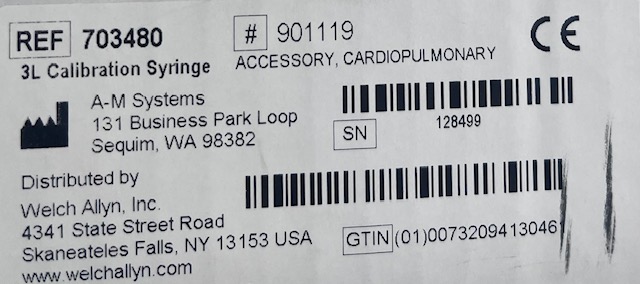 REF 703480
# 901119
CE
3L Calibration Syringe
ACCESSORY, CARDIOPULMONARY
A-M Systems
131 Business Park Loop
Sequim, WA 98382
SN
128499
Distributed by
Welch Allyn, Inc.
4341 State Street Road
Skaneateles Falls, NY 13153 USA
www.welchallyn.com
GTIN (01)0073209413046